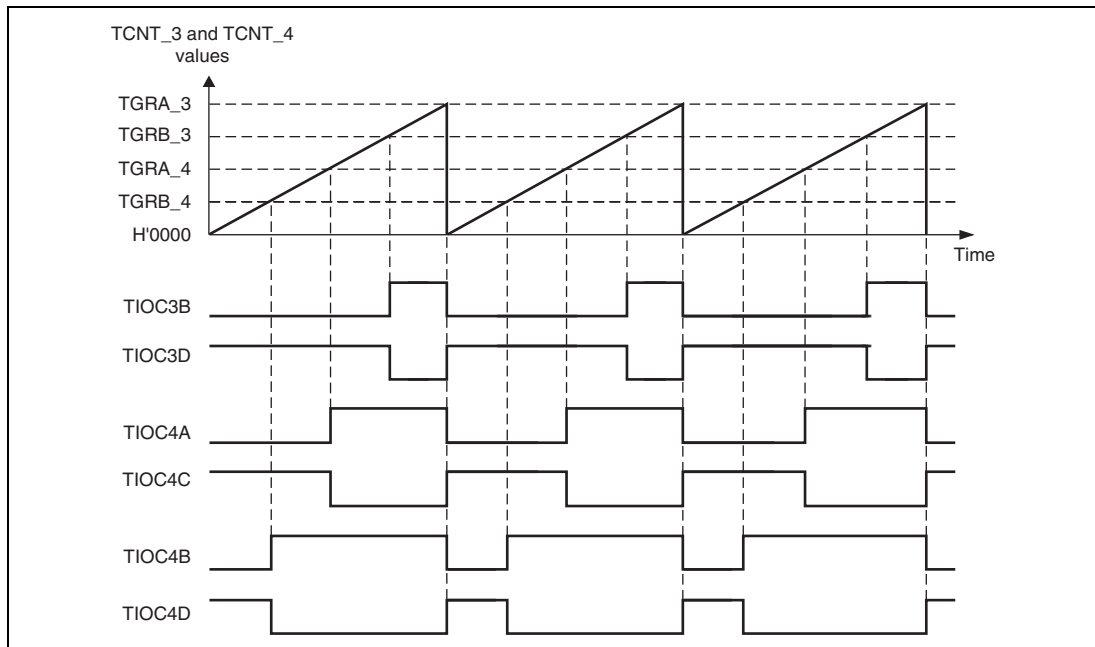 TCNT_3 and TCNT_4
values
TGRA_3
TGRB_3
TGRA_4
TGRB_4
H'0000
Time
TIOC3B
TIOC3D
TIOC4A
TIOC4C
TIOC4B
TIOC4D